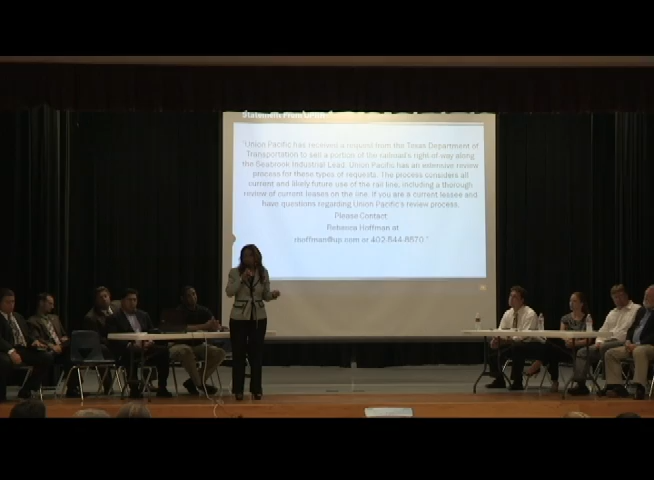 Statement From UPRR
"Union Pacific has received a request from the Texas Department of
Transportation to sell a portion of the railroad's right-of-way along
the Seabrook Industrial Lead. Union Pacific has an extensive review
process for these types of requests. The process considers all
current and likely future use of the rail line, including a thorough
review of current leases on the line. If you are a current lessee and
have questions regarding Union Pacific's review process.
Please Contact
Rebecca Hoffman at
rhoffman@up.com or 402-544-8870."